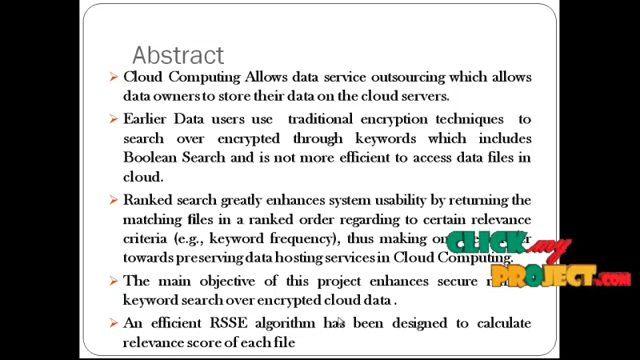 Abstract
Cloud Computing Allows data service outsourcing which allows
data owners to store their data on the cloud servers.
Earlier Data users use traditional encryption techniques to
search over encrypted through keywords which includes
Boolean Search and is not more efficient to access data files in
cloud.
Ranked search greatly enhances system usability by returning the
matching files in a ranked order regarding to certain relevance
criteria (e.g., keyword frequency), thus making
towards preserving data hosting services in Cloud Computing.
CLICK my
PROJECT.COM
The main objective of this project enhances secure
keyword search over encrypted cloud data .
An efficient RSSE algorithm has been designed to calculate
relevance score of each file